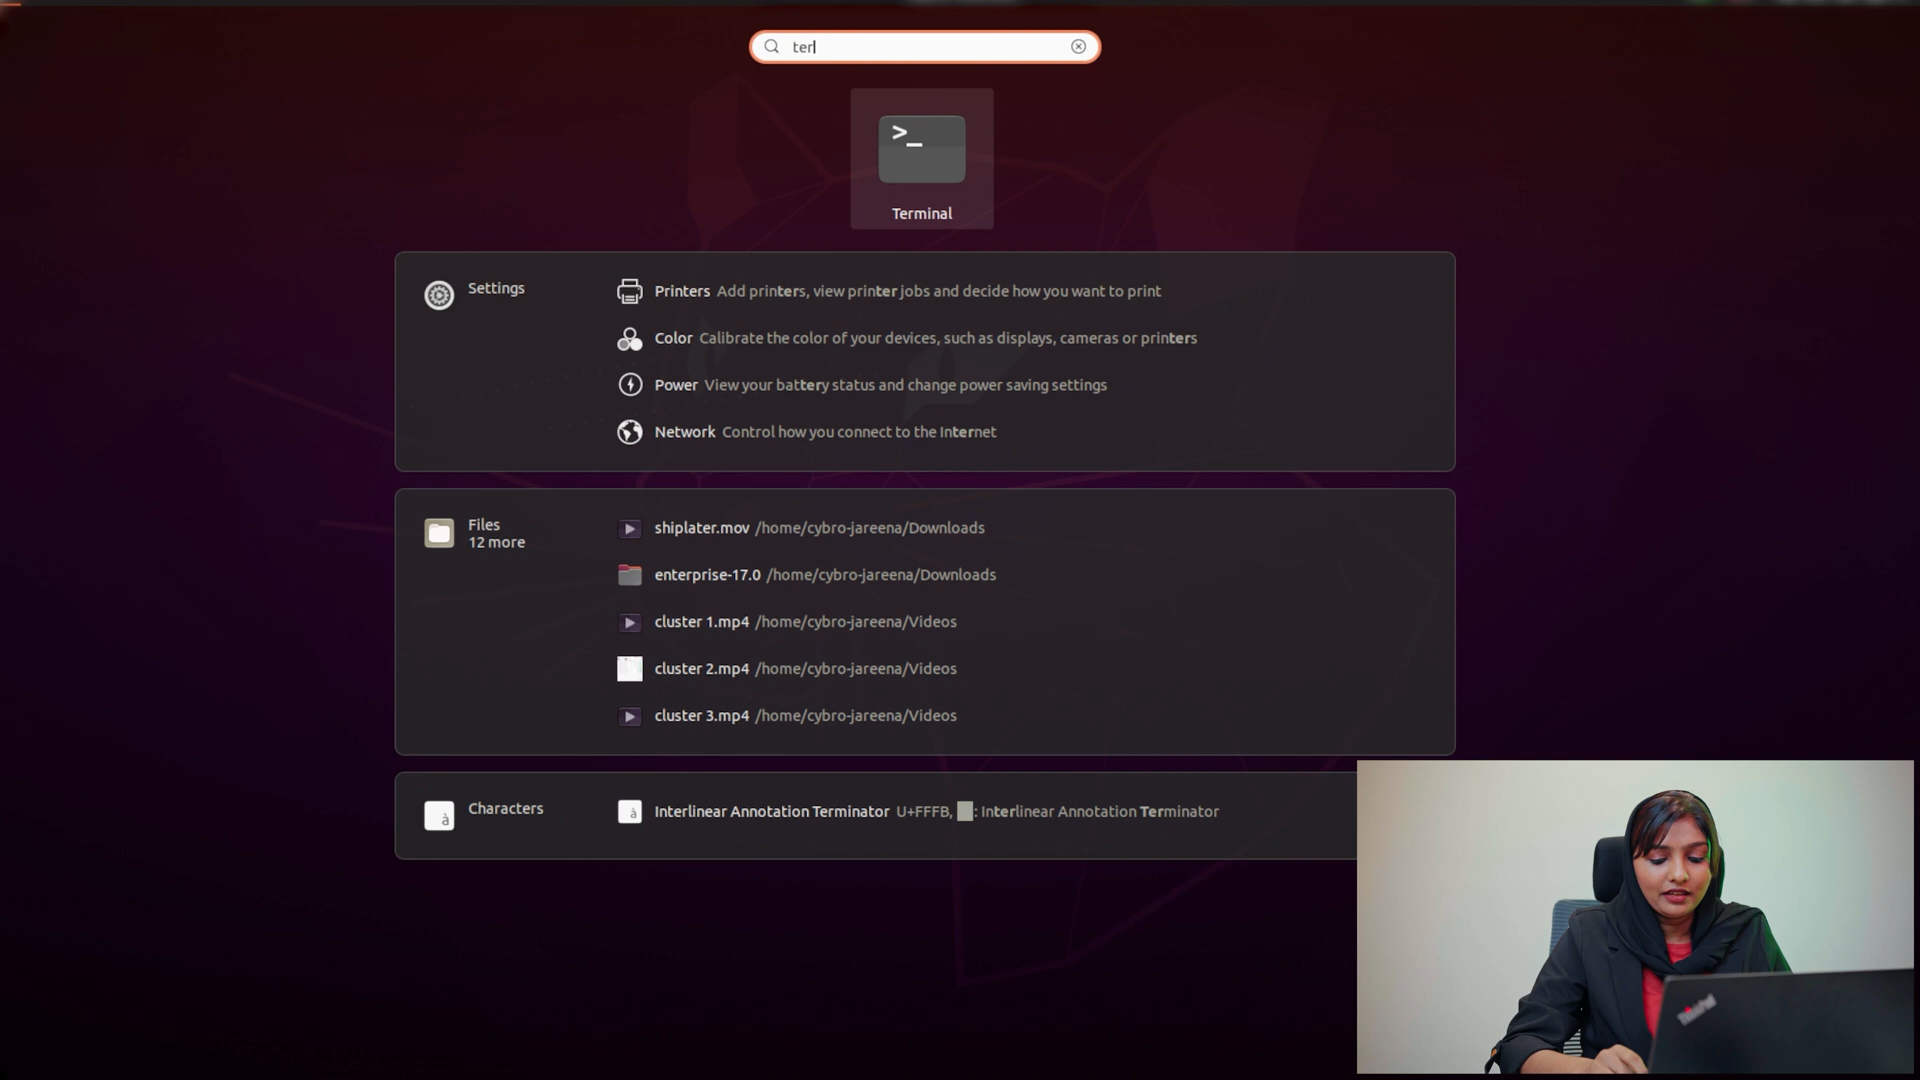 ter
>_
Terminal
Settings
Printers Add printers, view printer jobs and decide how you want to print
Color Calibrate the color of your devices, such as displays, cameras or printers
Power View your battery status and change power saving settings
Network Control how you connect to the Internet
Files
12 more
shiplater.mov /home/cybro-jareena/Downloads
enterprise-17.0 /home/cybro-jareena/Downloads
cluster 1.mp4 /home/cybro-jareena/Videos
cluster 2.mp4 /home/cybro-jareena/Videos
cluster 3.mp4 /home/cybro-jareena/Videos
à
Characters
à
Interlinear Annotation Terminator U+FFFB, : Interlinear Annotation Terminator
ThinkPad